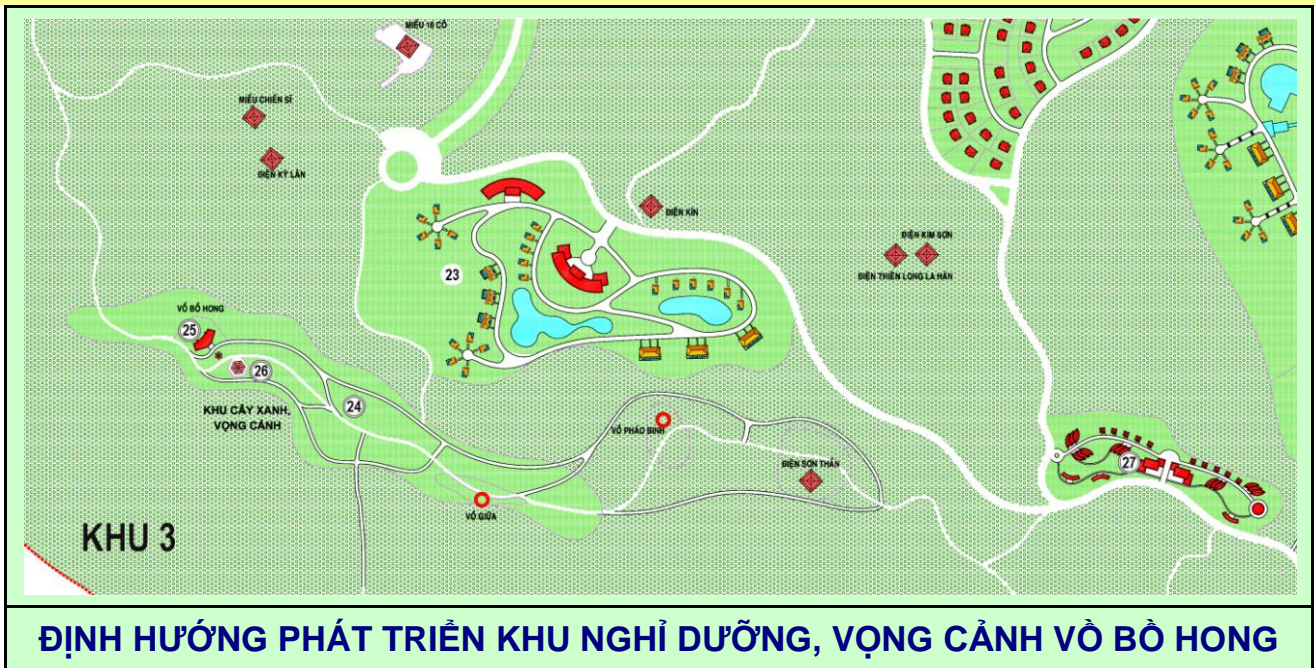 MIẾU 10 CÔ
MIẾU CHIẾN SĨ
ĐIỆN KỲ LÂN
ĐIỆN KÍN
ĐIỆN KIM SƠN
ĐIỆN THIÊN LONG LA HÁN
23
VỒ BỒ HONG
25
26
24
KHU CÂY XANH,
VỌNG CẢNH
VỒ PHÁO BINH
ĐIỆN SƠN THẦN
27
VỒ GIỮA
KHU 3
ĐỊNH HƯỚNG PHÁT TRIỂN KHU NGHỈ DƯỠNG, VỌNG CẢNH VỒ BỒ HONG